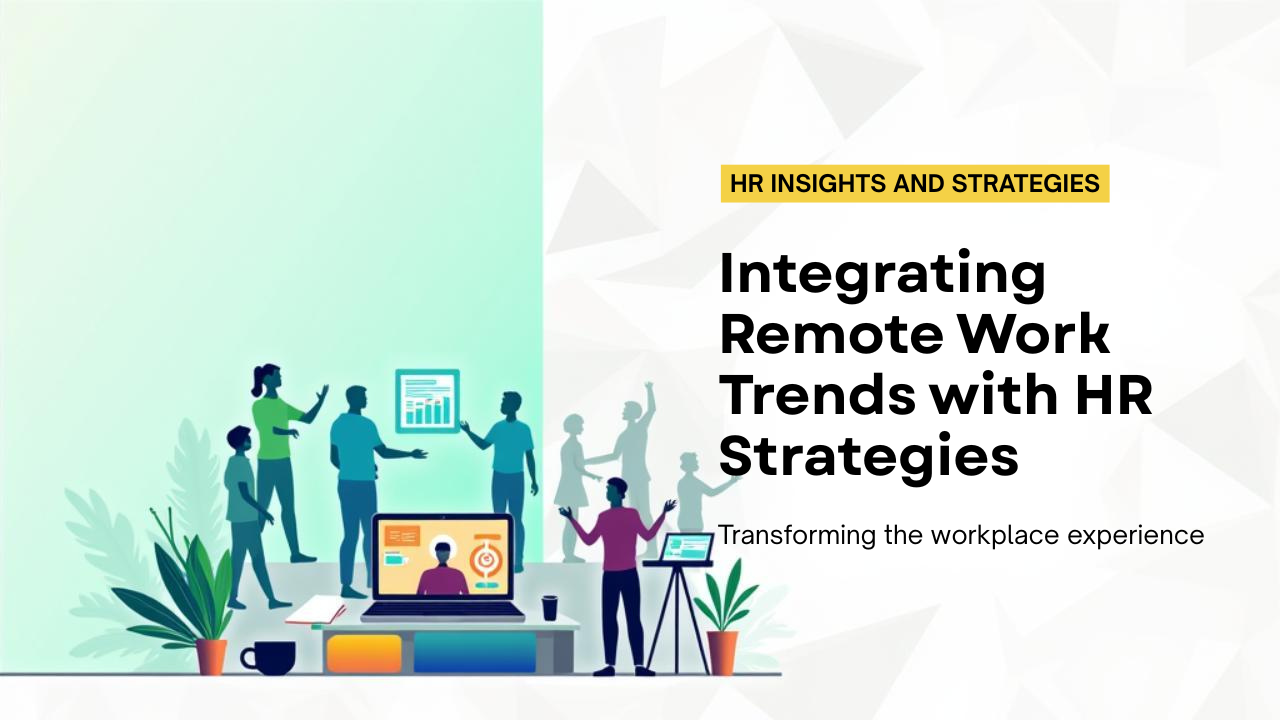 HR INSIGHTS AND STRATEGIES
Integrating
Remote Work
Trends with HR
Strategies
Transforming the workplace experience